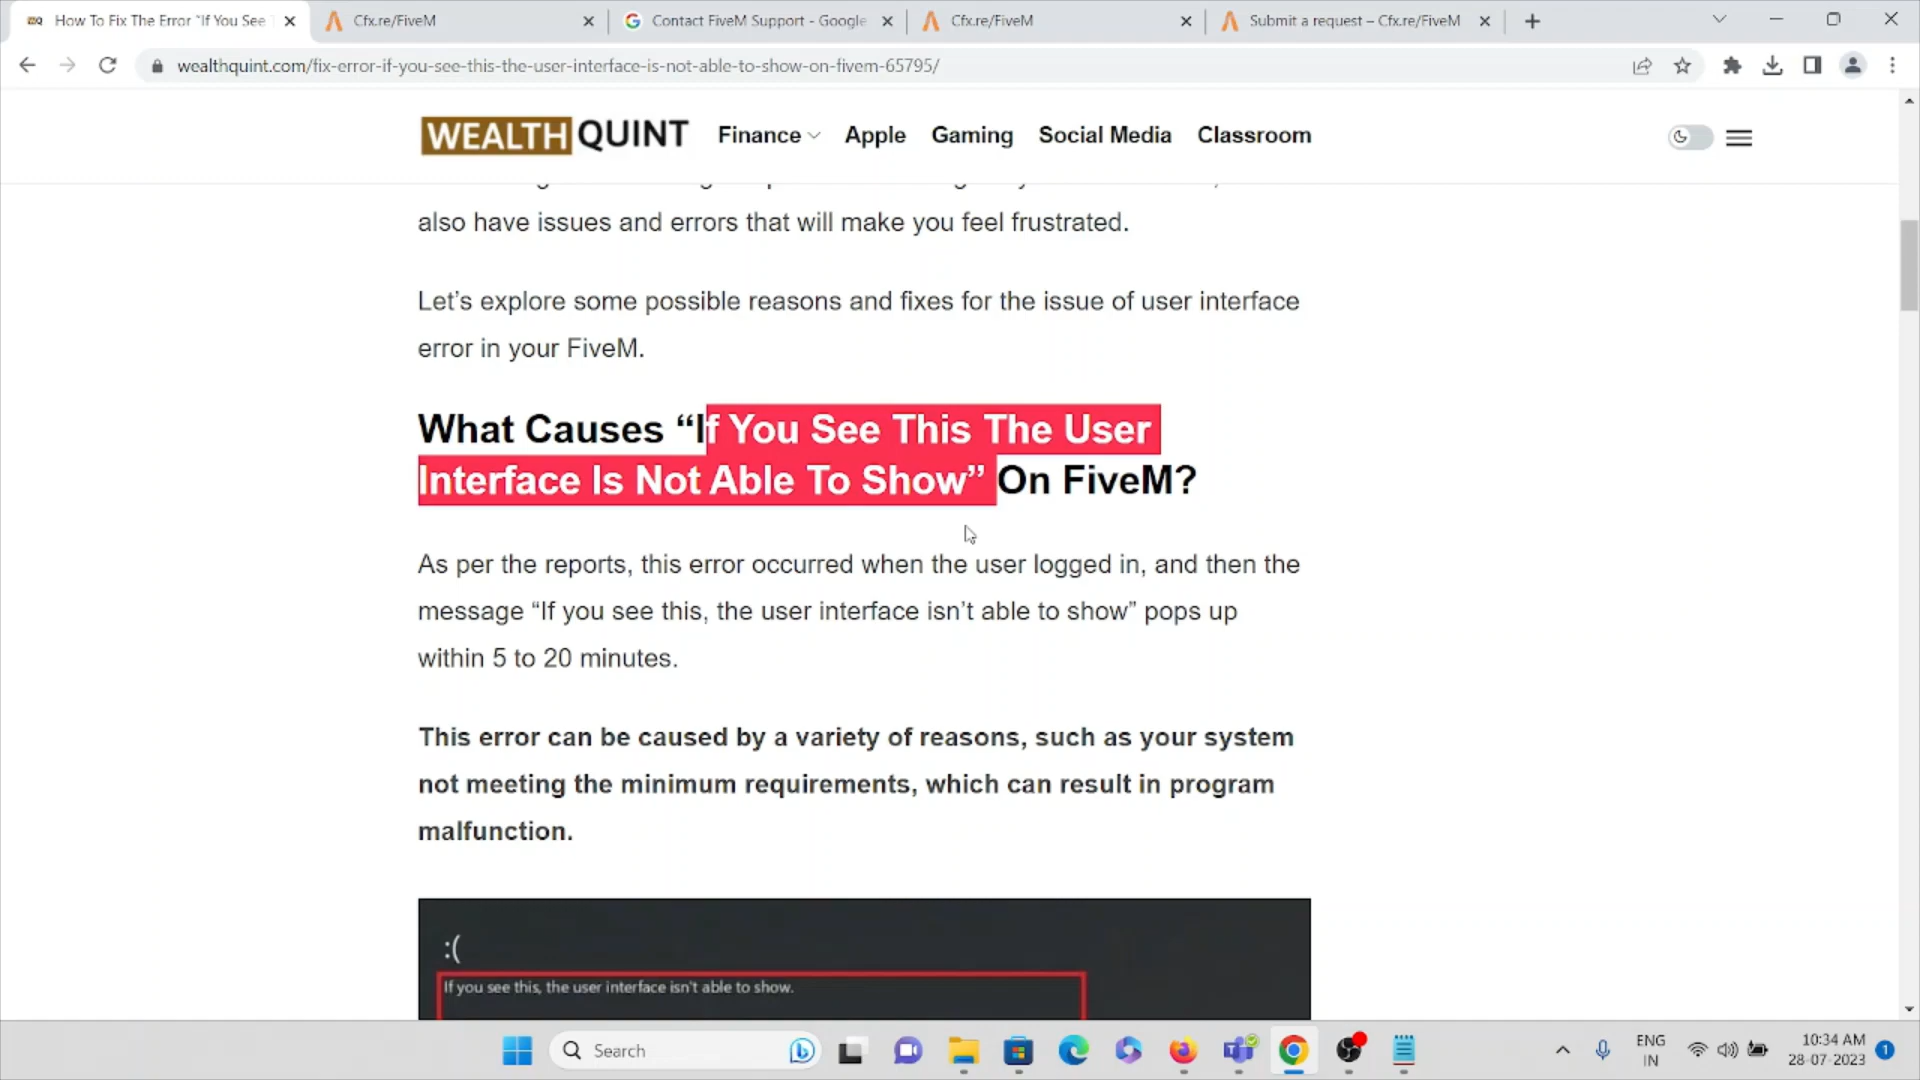 How To Fix The Error "If You See T
Cfx.re/FiveM
Contact FiveM Support - Google
Cfx.re/FiveM
Submit a request – Cfx.re/FiveM
wealthquint.com/fix-error-if-you-see-this-the-user-interface-is-not-able-to-show-on-fivem-65795/
WEALTH QUINT
Finance
Apple
Gaming
Social Media
Classroom
also have issues and errors that will make you feel frustrated.
Let’s explore some possible reasons and fixes for the issue of user interface
error in your FiveM.
What Causes “If You See This The User
Interface Is Not Able To Show” On FiveM?
As per the reports, this error occurred when the user logged in, and then the
message “If you see this, the user interface isn’t able to show” pops up
within 5 to 20 minutes.
This error can be caused by a variety of reasons, such as your system
not meeting the minimum requirements, which can result in program
malfunction.
:(
If you see this, the user interface isn't able to show.
Search
ENG
IN
10:34 AM
28-07-2023
1